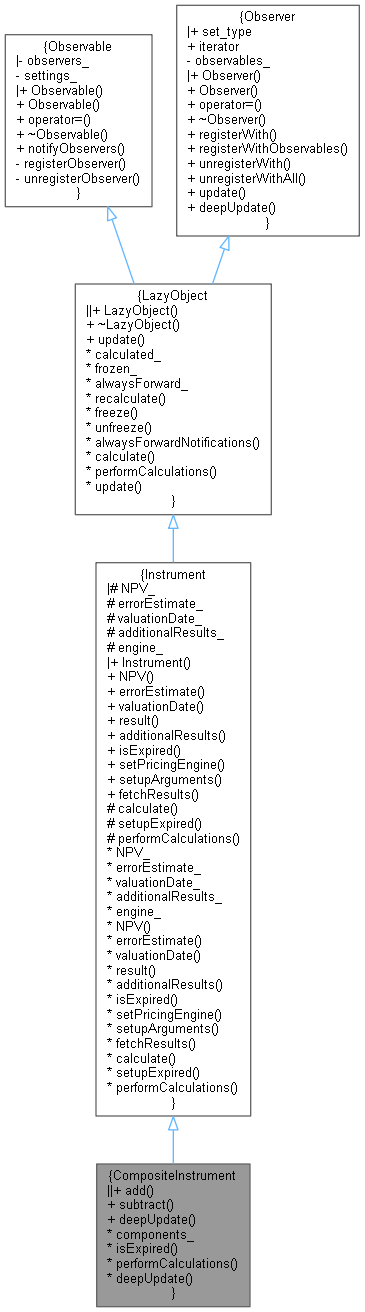 {Observable
|- observers_
- settings_
|+ Observable()
+ Observable()
+ operator=()
+ ~Observable()
+ notifyObservers()
- registerObserver()
- unregisterObserver()
}
{Observer
|+ set_type
+ iterator
- observables_
|+ Observer()
+ Observer()
+ operator=()
+ ~Observer()
+ registerWith()
+ registerWithObservables()
+ unregisterWith()
+ unregisterWithAll()
+ update()
+ deepUpdate()
}
{LazyObject
||+ LazyObject()
+ ~LazyObject()
+ update()
* calculated_
* frozen_
* alwaysForward_
* recalculate()
* freeze()
* unfreeze()
* alwaysForwardNotifications()
* calculate()
* performCalculations()
* update()
}
{Instrument
|# NPV_
# errorEstimate_
# valuationDate_
# additionalResults_
# engine_
|+ Instrument()
+ NPV()
+ errorEstimate()
+ valuationDate()
+ result()
+ additionalResults()
+ isExpired()
+ setPricingEngine()
+ setupArguments()
+ fetchResults()
# calculate()
# setupExpired()
# performCalculations()
* NPV_
* errorEstimate_
* valuationDate_
* additionalResults_
* engine_
* NPV()
* errorEstimate()
* valuationDate()
* result()
* additionalResults()
* isExpired()
* setPricingEngine()
* setupArguments()
* fetchResults()
* calculate()
* setupExpired()
* performCalculations()
}
{CompositeInstrument
||+ add()
+ subtract()
+ deepUpdate()
* components_
* isExpired()
* performCalculations()
* deepUpdate()
}